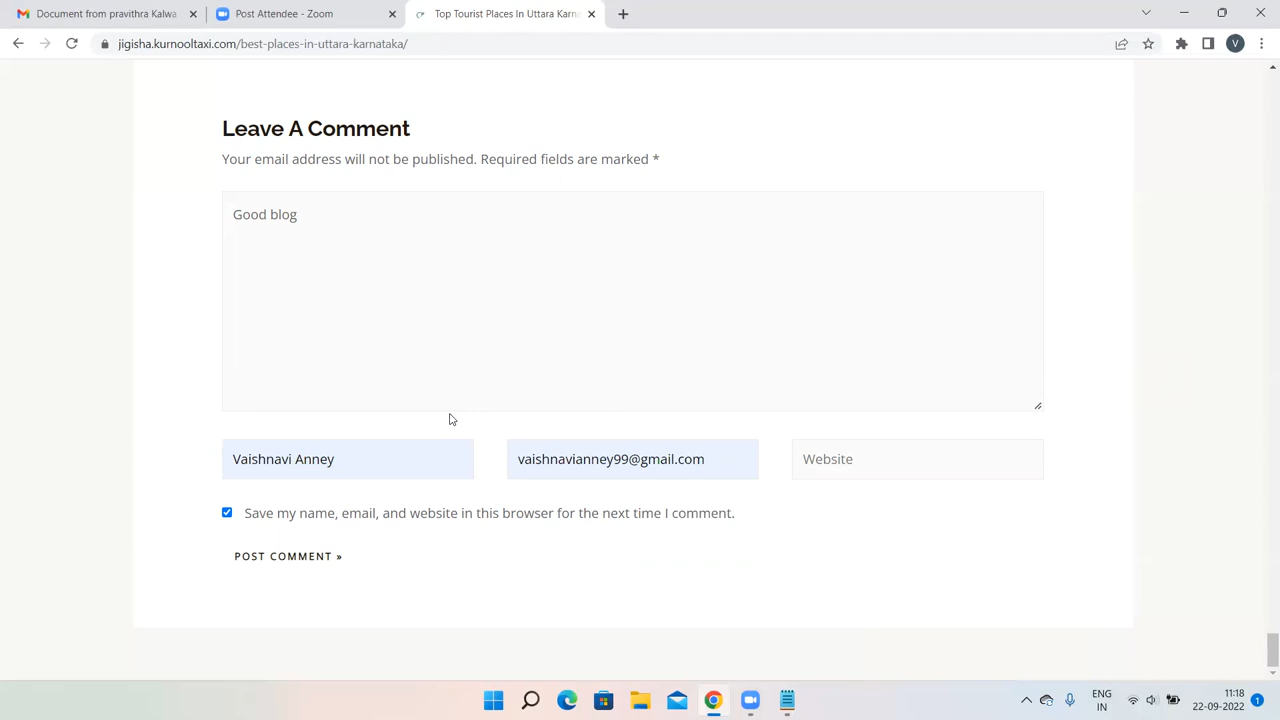 Document from pravithra Kalwa
Post Attendee - Zoom
Top Tourist Places In Uttara Karna
jigisha.kurnooltaxi.com/best-places-in-uttara-karnataka/
V
Leave A Comment
Your email address will not be published. Required fields are marked *
Good blog
Vaishnavi Anney
vaishnavianney99@gmail.com
Website
Save my name, email, and website in this browser for the next time I comment.
POST COMMENT »
ENG
IN
11:18
22-09-2022
1